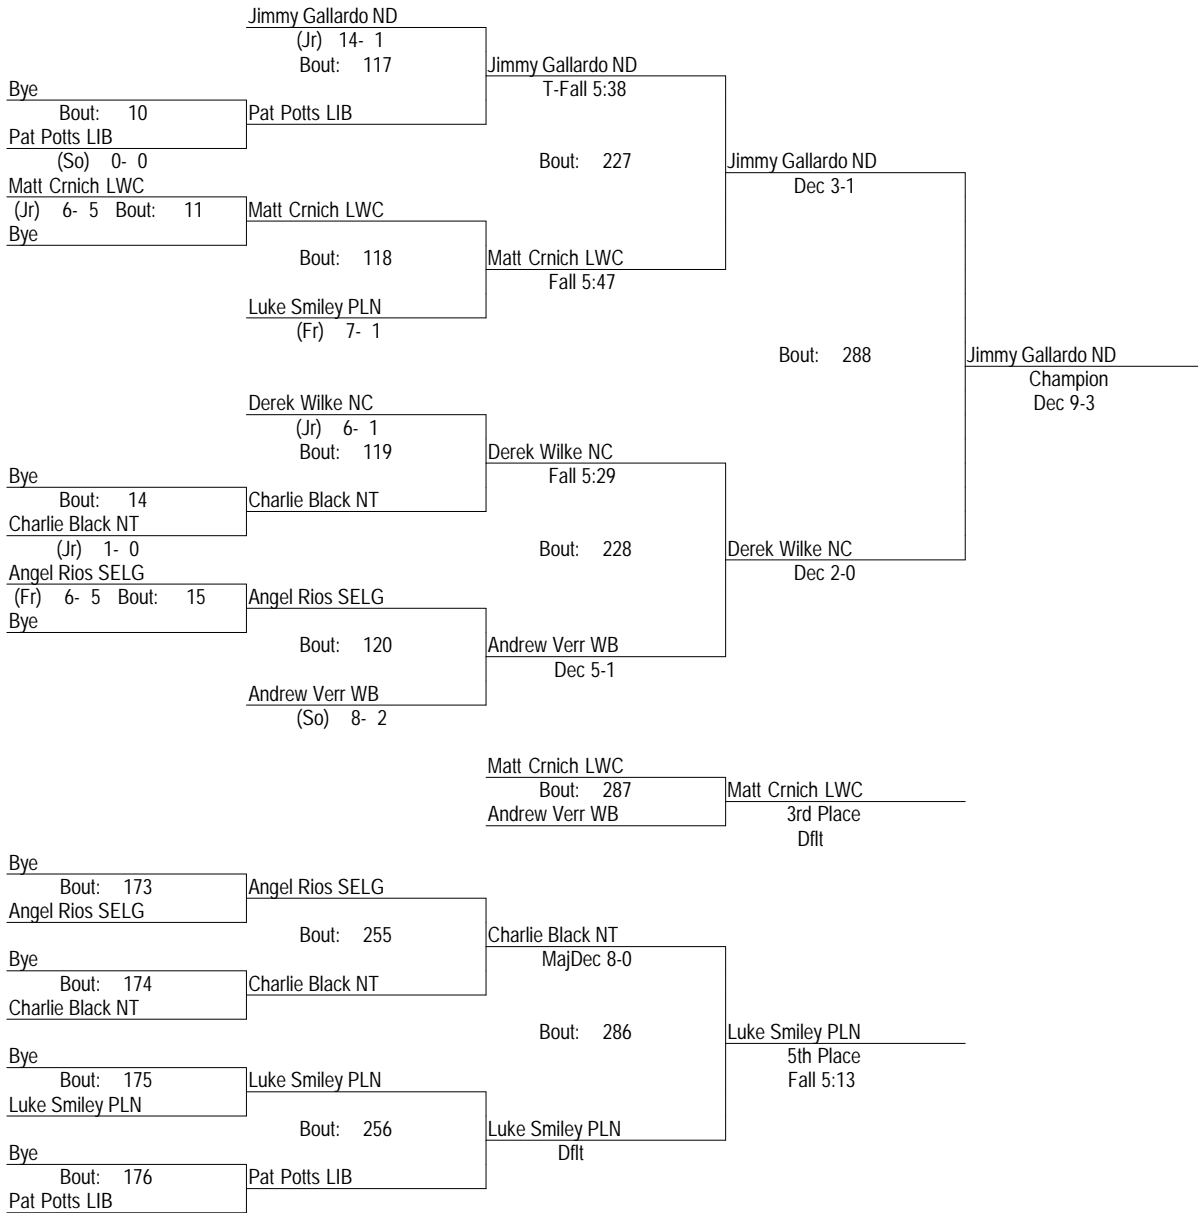 Jimmy Gallardo ND
(Jr) 14- 1
Bout: 117
Jimmy Gallardo ND
T-Fall 5:38
Bye
Bout: 10
Pat Potts LIB
Pat Potts LIB
(So) 0- 0
Bout: 227
Jimmy Gallardo ND
Dec 3-1
Matt Crnich LWC
(Jr) 6- 5 Bout: 11
Matt Crnich LWC
Bye
Bout: 118
Matt Crnich LWC
Fall 5:47
Luke Smiley PLN
(Fr) 7- 1
Bout: 288
Jimmy Gallardo ND
Champion
Dec 9-3
Derek Wilke NC
(Jr) 6- 1
Bout: 119
Derek Wilke NC
Fall 5:29
Bye
Bout: 14
Charlie Black NT
Charlie Black NT
(Jr) 1- 0
Bout: 228
Derek Wilke NC
Dec 2-0
Angel Rios SELG
(Fr) 6- 5 Bout: 15
Angel Rios SELG
Bye
Bout: 120
Andrew Verr WB
Dec 5-1
Andrew Verr WB
(So) 8- 2
Matt Crnich LWC
Bout: 287
Matt Crnich LWC
Andrew Verr WB
3rd Place
Dflt
Bye
Bout: 173
Angel Rios SELG
Angel Rios SELG
Bout: 255
Charlie Black NT
MajDec 8-0
Bye
Bout: 174
Charlie Black NT
Charlie Black NT
Bout: 286
Luke Smiley PLN
5th Place
Fall 5:13
Bye
Bout: 175
Luke Smiley PLN
Luke Smiley PLN
Bout: 256
Luke Smiley PLN
Dflt
Bye
Bout: 176
Pat Potts LIB
Pat Potts LIB